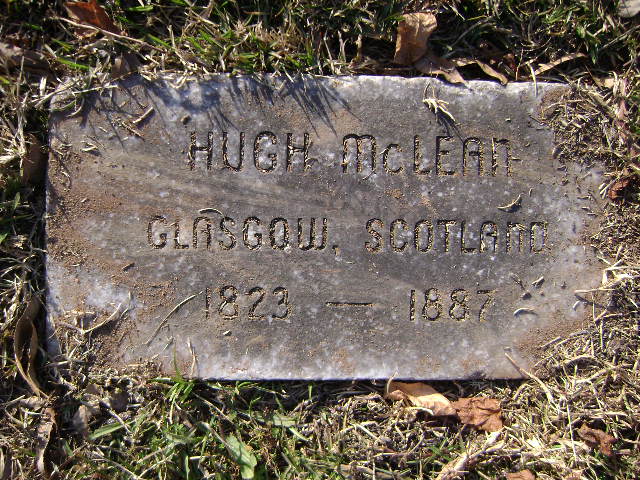 HUGH McLEAN
GLASGOW, SCOTLAND
1823 — 1887